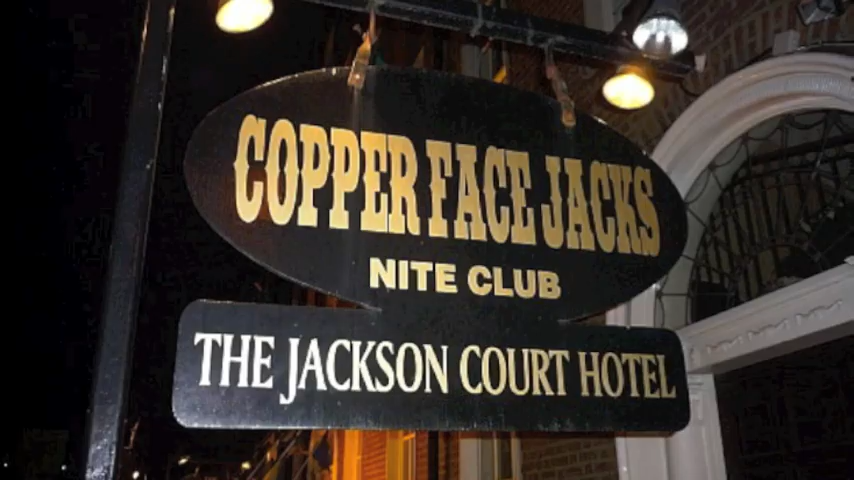 COPPER FACE JACKS
NITE CLUB
THE JACKSON COURT HOTEL